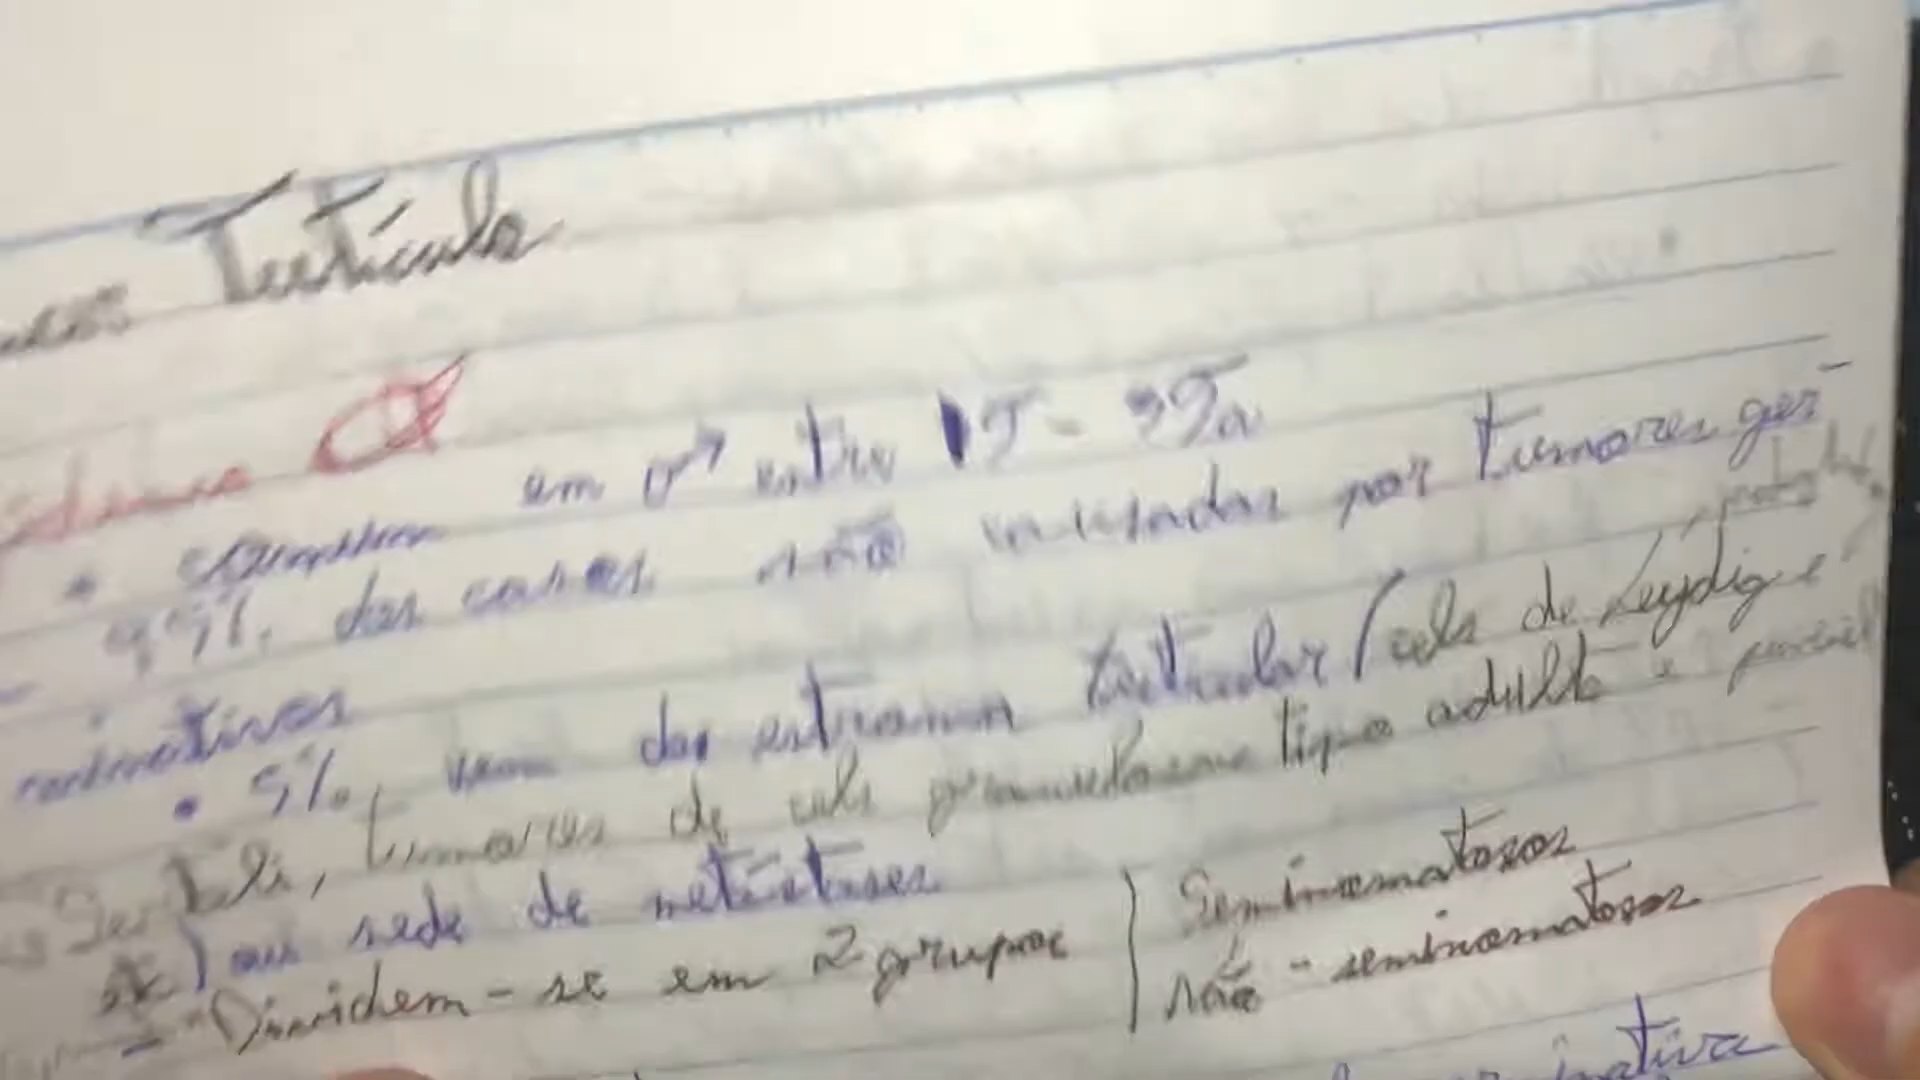 Testículo
em ♂ entre 15 - 35a
95% dos casos são causados por tumores ger-
minativos
• 5%, vem do estroma testicular (cels de Leydig e
Sertoli, tumores de cels granulosas tipo adulto e juvenil
ou sede de metástases
- Dividem-se em 2 grupos
Seminomatosos
não-seminomatosos